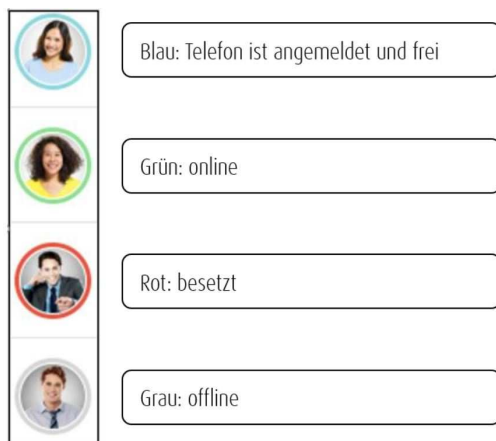 Blau: Telefon ist angemeldet und frei
Grün: online
Rot: besetzt
Grau: offline